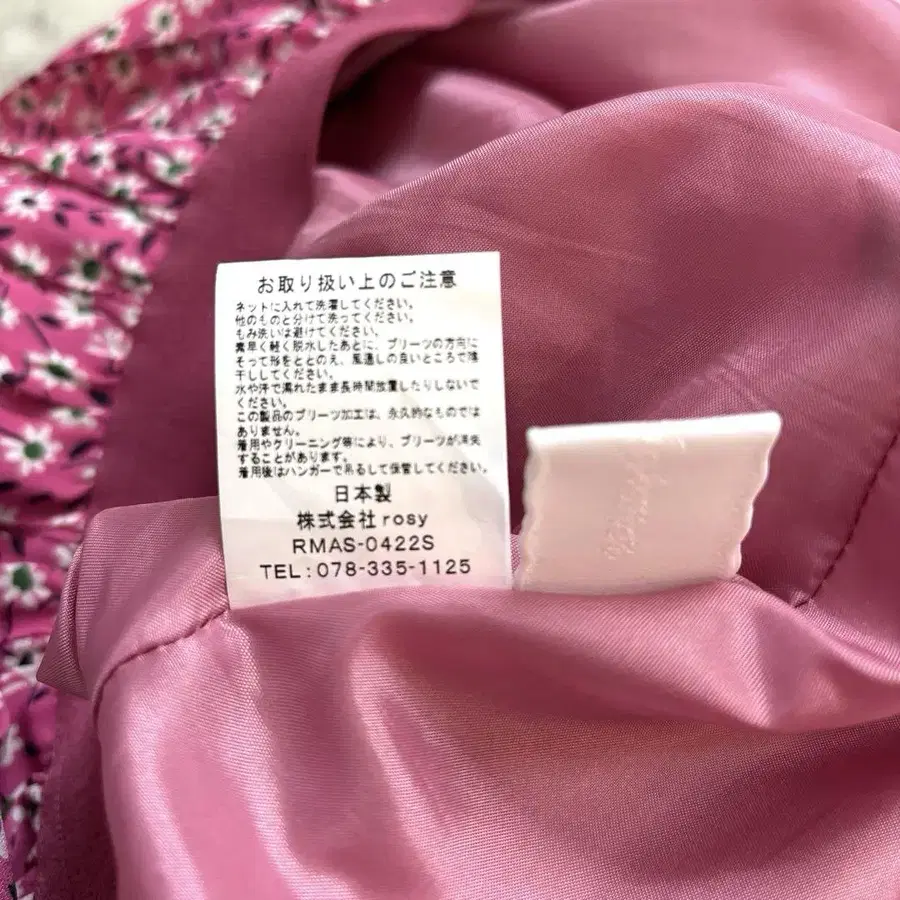 お取り扱い上のご注意
ネットに入れて洗濯してください。
他のものと分けて洗ってください。
もみ洗いは避けてください。
素早く軽く脱水したあとに、プリーツの方向に
そって形をととのえ、風通しの良いところで陰
干ししてください。
水や汗で濡れたまま長時間放置したりしないで
ください。
この製品のプリーツ加工は、永久的なものでは
ありません。
着用やクリーニング等により、プリーツが消失
することがあります。
着用後はハンガーで吊るして保管してください。
日本製
株式会社rosy
RMAS-0422S
TEL:078-335-1125